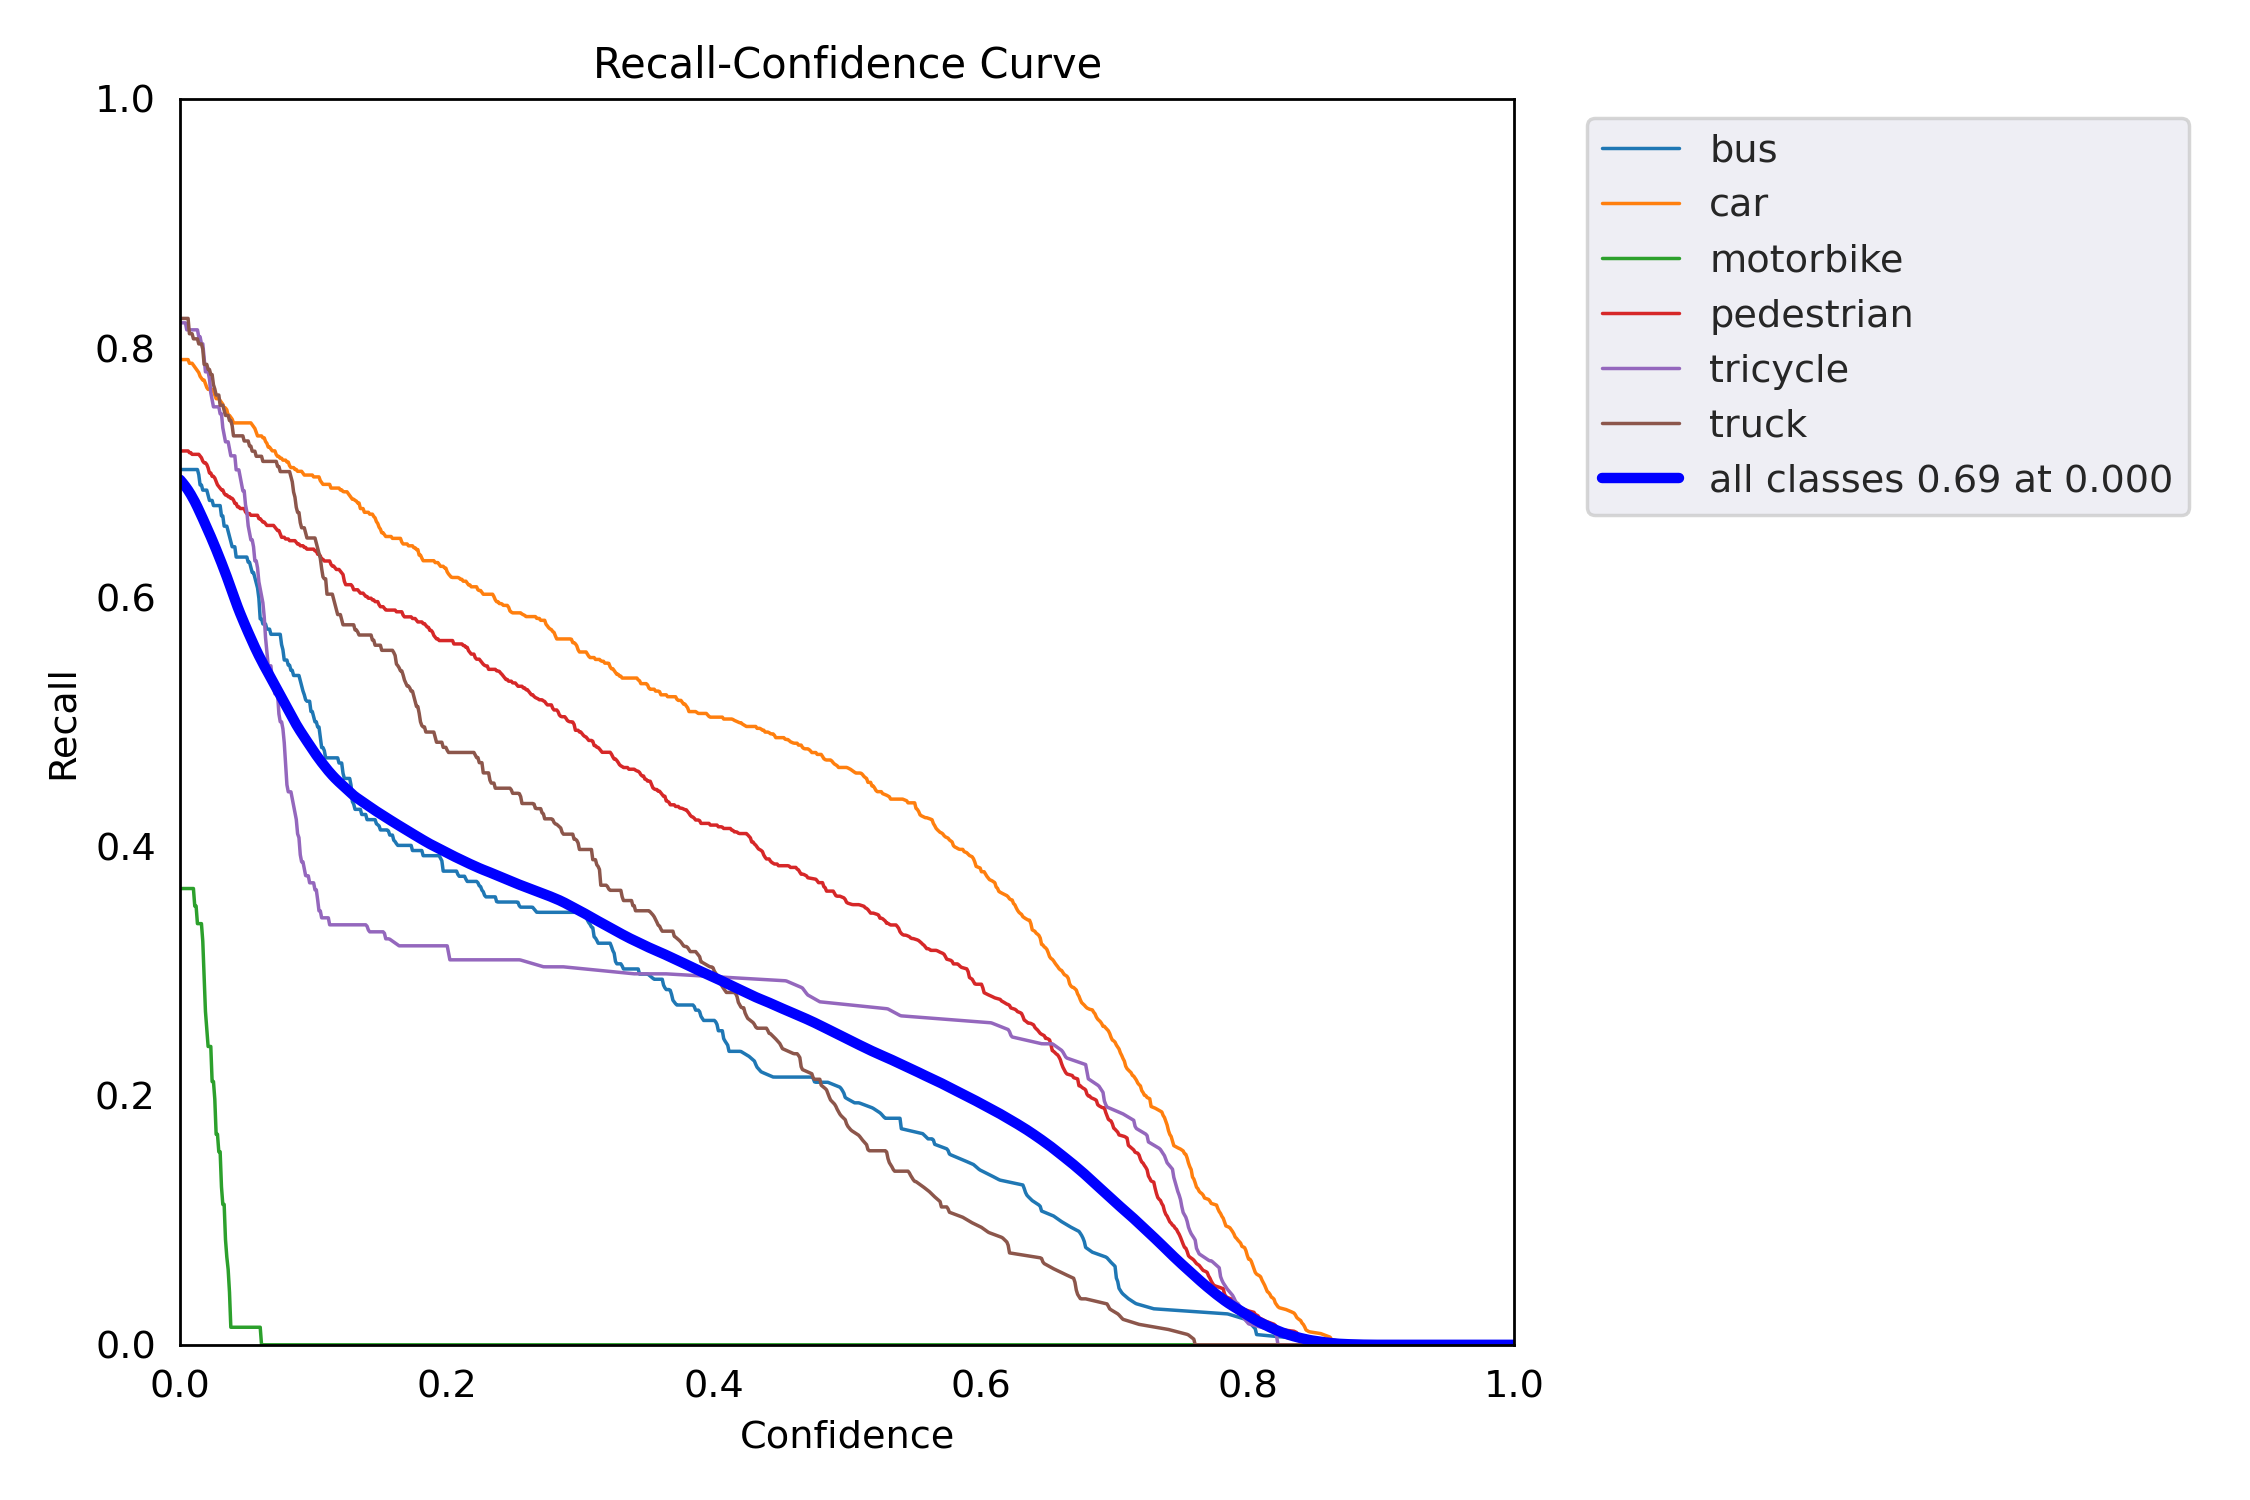 Recall-Confidence Curve
1.0
0.8
0.6
0.4
0.2
0.0
Recall
0.0 0.2 0.4 0.6 0.8 1.0
Confidence
bus
car
motorbike
pedestrian
tricycle
truck
all classes 0.69 at 0.000